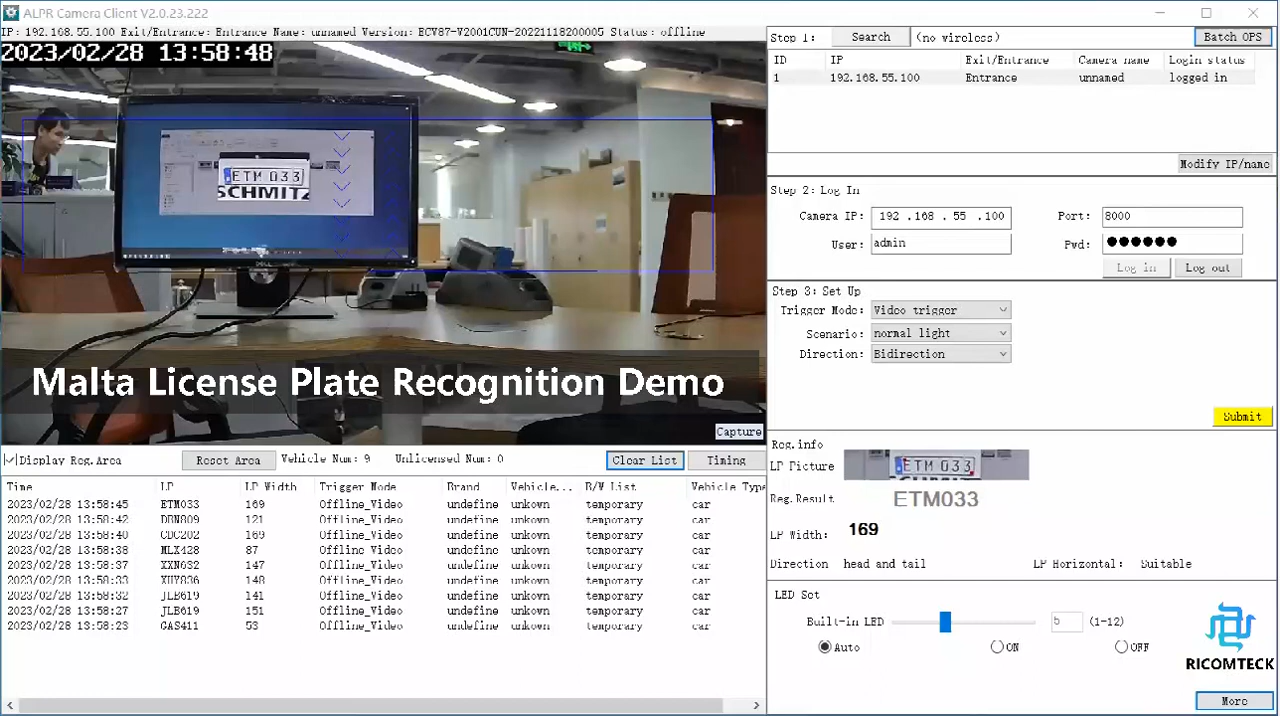 ALPR Camera Client V2.0.23.222
IP: 192.168.55.100 Exit/Entrance: Entrance Name: unnamed Version: ECV87-V2001CUN-20221118200005 Status: offline
2023/02/28 13:58:48
ETM 033
SCHMITZ
DELL
Malta License Plate Recognition Demo
Capture
Step 1: Search (no wireless) Batch OPS
ID IP Exit/Entrance Camera name Login status
1 192.168.55.100 Entrance unnamed logged in
Modify IP/name
Step 2: Log In
Camera IP: 192 .168 . 55 .100 Port: 8000
User: admin Pwd: ●●●●●●
Log in Log out
Step 3: Set Up
Trigger Mode: Video trigger
Scenario: normal light
Direction: Bidirection
Submit
Display Rec.Area Reset Area Vehicle Num: 9 Unlicensed Num: 0 Clear List Timing
Time LP LP Width Trigger Mode Brand Vehicle... B/W List Vehicle Type
2023/02/28 13:58:45 ETM033 169 Offline_Video undefine unkown temporary car
2023/02/28 13:58:42 DBN809 121 Offline_Video undefine unkown temporary car
2023/02/28 13:58:40 CDC202 169 Offline_Video undefine unkown temporary car
2023/02/28 13:58:38 MLX428 87 Offline_Video undefine unkown temporary car
2023/02/28 13:58:37 XXN632 147 Offline_Video undefine unkown temporary car
2023/02/28 13:58:33 XUY836 148 Offline_Video undefine unkown temporary car
2023/02/28 13:58:32 JLB619 141 Offline_Video undefine unkown temporary car
2023/02/28 13:58:27 JLB619 151 Offline_Video undefine unkown temporary car
2023/02/28 13:58:23 GAS411 53 Offline_Video undefine unkown temporary car
Rec.info
LP Picture ETM 033
Rec.Result ETM033
LP Width: 169
Direction head and tail LP Horizontal: Suitable
LED Set
Built-in LED 5 (1-12)
Auto ON OFF
RICOMTECK
More